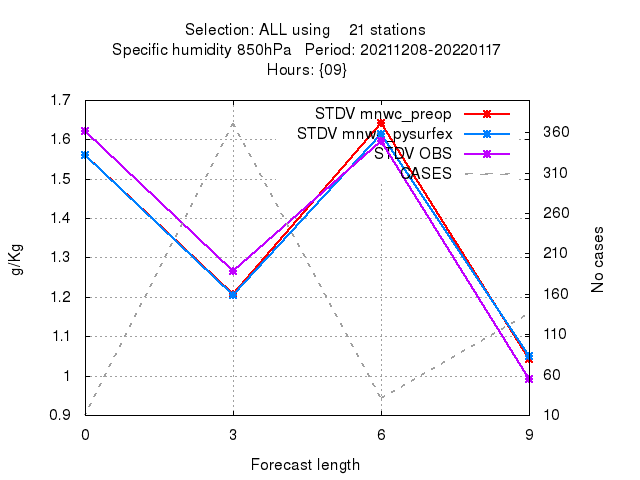 Selection: ALL using 21 stations
Specific humidity 850hPa Period: 20211208-20220117
Hours: {09}
STDV mnwc_preop
STDV mnwc_pysurfex
STDV OBS
CASES
g/Kg
1.7
1.6
1.5
1.4
1.3
1.2
1.1
1
0.9
360
310
260
210
160
110
60
10
No cases
0 3 6 9
Forecast length